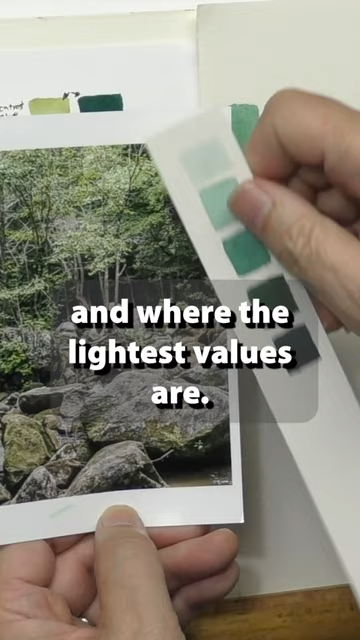 and where the
lightest values
are.